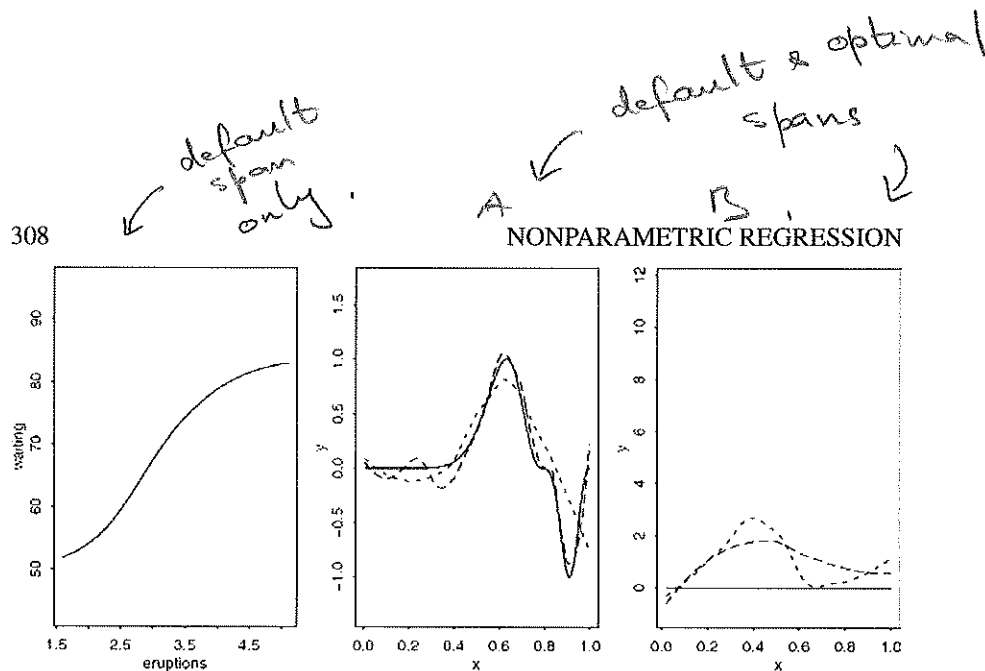 default & optimal
spans
default
span
only.
A
B
308
NONPARAMETRIC REGRESSION
90
80
70
60
50
waiting
1.5
2.5
3.5
4.5
eruptions
1.5
1.0
0.5
0.0
-0.5
-1.0
y
0.0
0.2
0.4
0.6
0.8
1.0
x
12
10
8
6
4
2
0
y
0.0
0.2
0.4
0.6
0.8
1.0
x